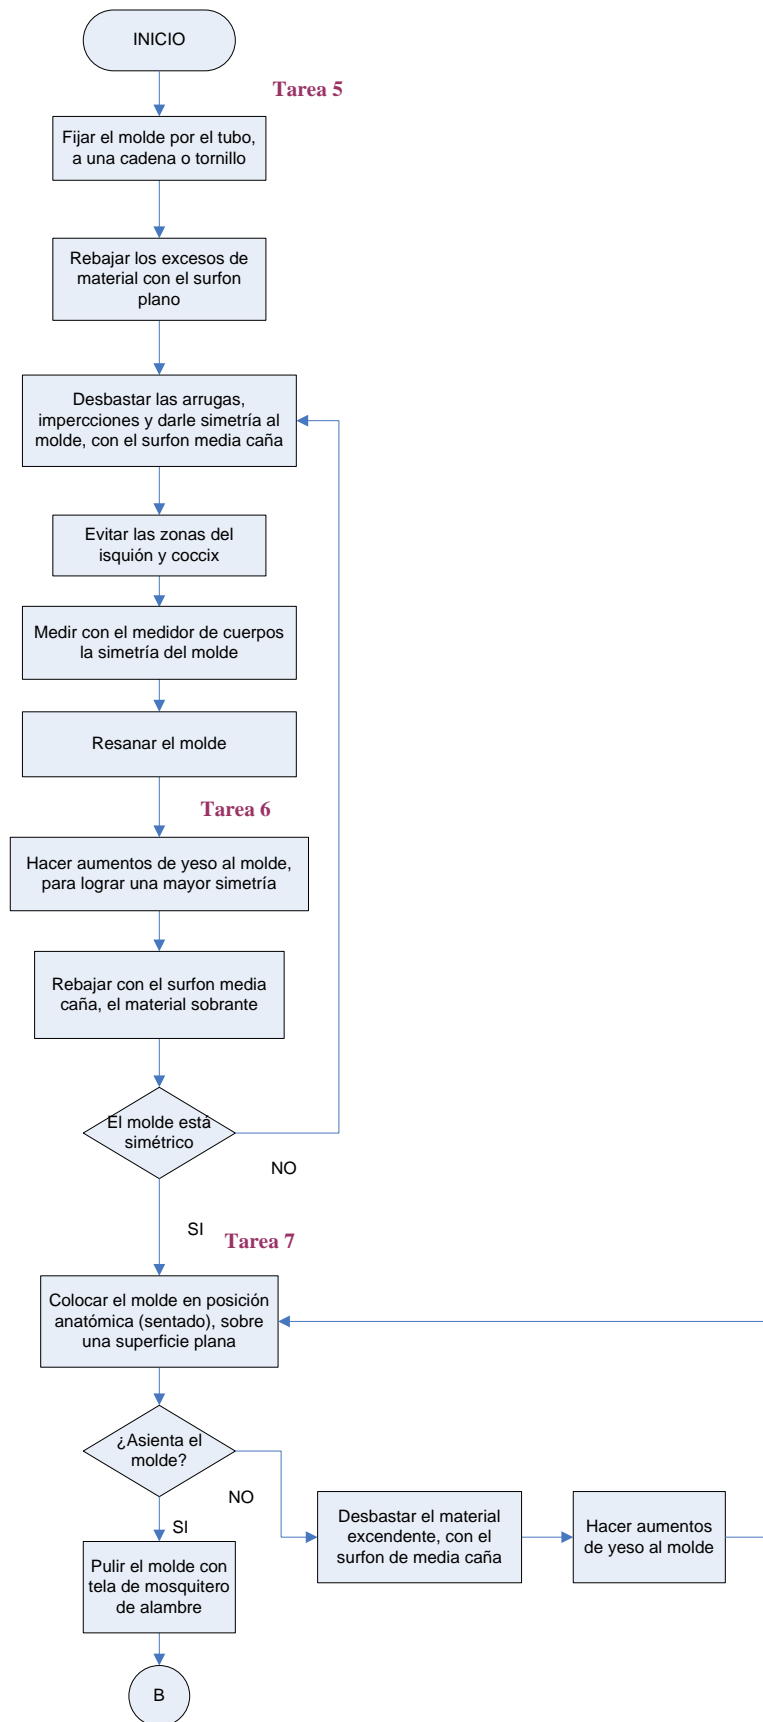 INICIO
Tarea 5
Fijar el molde por el tubo,
a una cadena o tornillo
Rebajar los excesos de
material con el surfon
plano
Desbastar las arrugas,
impercciones y darle simetría al
molde, con el surfon media caña
Evitar las zonas del
isquión y coccix
Medir con el medidor de cuerpos
la simetría del molde
Resanar el molde
Tarea 6
Hacer aumentos de yeso al molde,
para lograr una mayor simetría
Rebajar con el surfon media
caña, el material sobrante
El molde está
simétrico
NO
SI
Tarea 7
Colocar el molde en posición
anatómica (sentado), sobre
una superficie plana
¿Asienta el
molde?
NO
SI
Desbastar el material
excendente, con el
surfon de media caña
Hacer aumentos
de yeso al molde
Pulir el molde con
tela de mosquitero
de alambre
B